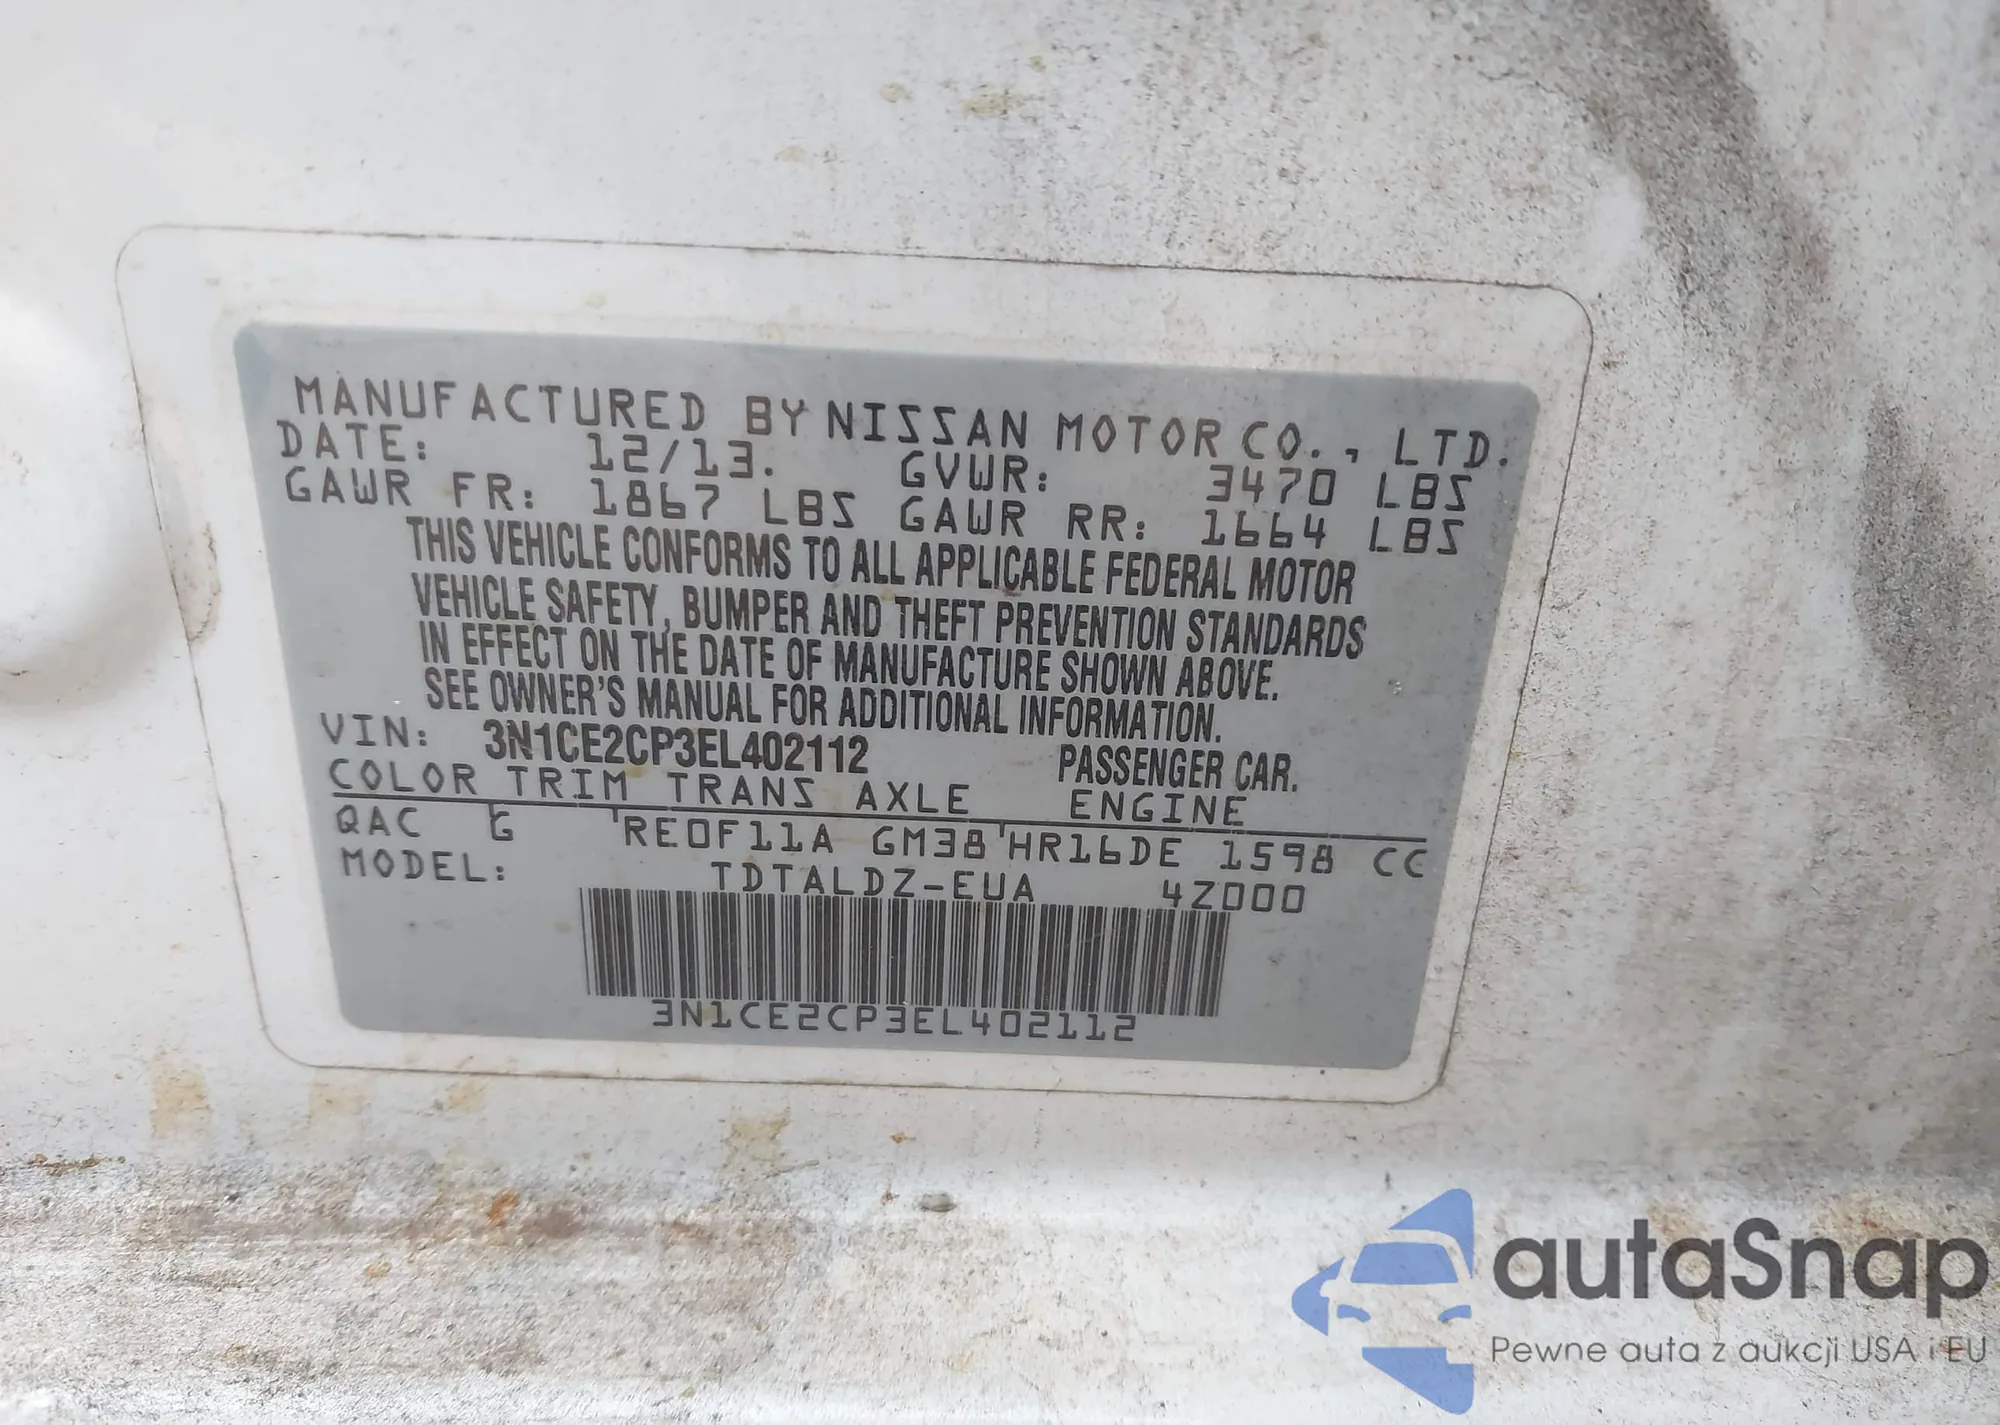 MANUFACTURED BY NISSAN MOTOR CO., LTD.
DATE: 12/13. GVWR: 3470 LBS
GAWR FR: 1867 LBS GAWR RR: 1664 LBS
THIS VEHICLE CONFORMS TO ALL APPLICABLE FEDERAL MOTOR
VEHICLE SAFETY, BUMPER AND THEFT PREVENTION STANDARDS
IN EFFECT ON THE DATE OF MANUFACTURE SHOWN ABOVE.
SEE OWNER'S MANUAL FOR ADDITIONAL INFORMATION.
VIN: 3N1CE2CP3EL402112 PASSENGER CAR.
COLOR TRIM TRANS AXLE ENGINE
QAC G RE0F11A GM38 HR16DE 1598 CC
MODEL: TDTALDZ-EUA 4Z000
3N1CE2CP3EL402112
autaSnap
Pewne auta z aukcji USA i EU